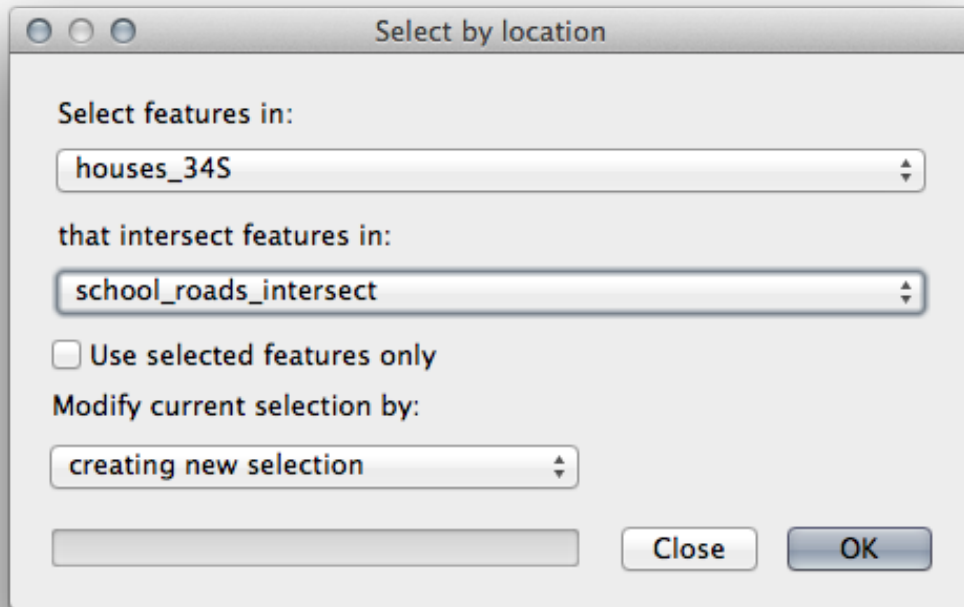 Select by location
Select features in:
houses_34S
that intersect features in:
school_roads_intersect
Use selected features only
Modify current selection by:
creating new selection
Close OK